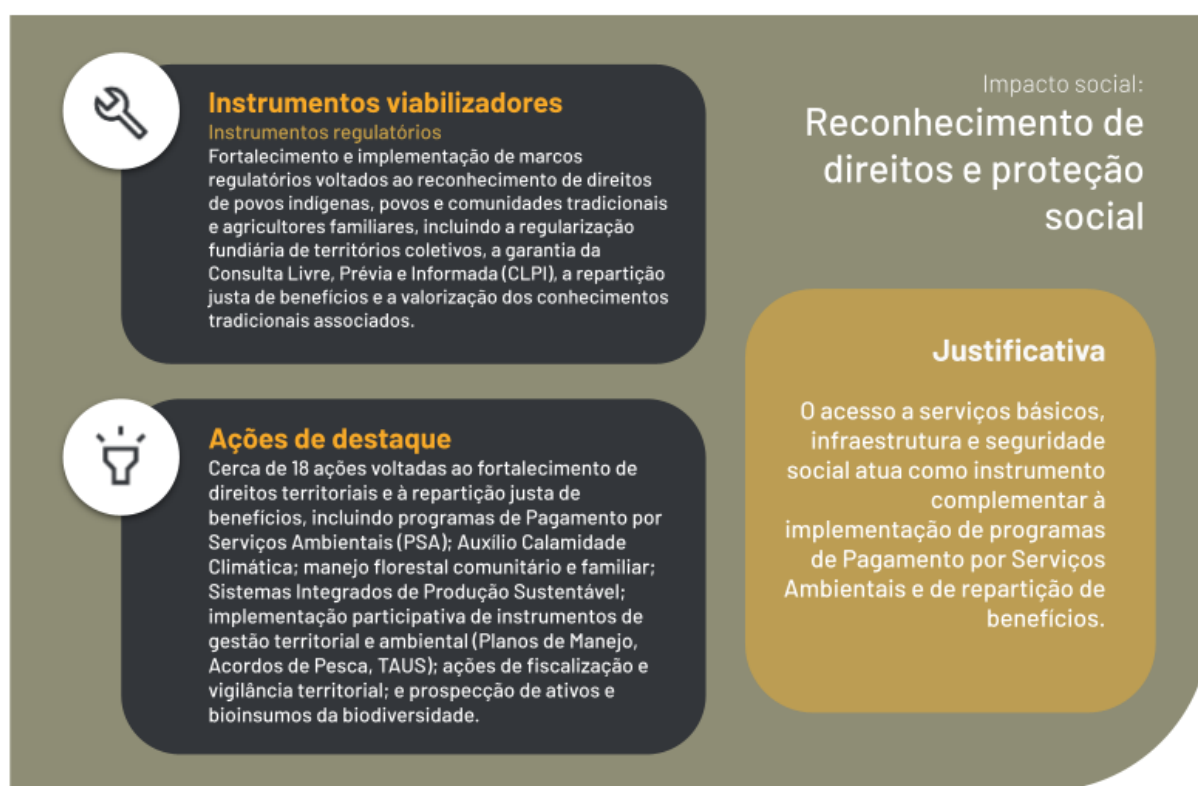 Instrumentos viabilizadores
Instrumentos regulatórios
Fortalecimento e implementação de marcos
regulatórios voltados ao reconhecimento de direitos
de povos indígenas, povos e comunidades tradicionais
e agricultores familiares, incluindo a regularização
fundiária de territórios coletivos, a garantia da
Consulta Livre, Prévia e Informada (CLPI), a repartição
justa de benefícios e a valorização dos conhecimentos
tradicionais associados.
Ações de destaque
Cerca de 18 ações voltadas ao fortalecimento de
direitos territoriais e à repartição justa de
benefícios, incluindo programas de Pagamento por
Serviços Ambientais (PSA); Auxílio Calamidade
Climática; manejo florestal comunitário e familiar;
Sistemas Integrados de Produção Sustentável;
implementação participativa de instrumentos de
gestão territorial e ambiental (Planos de Manejo,
Acordos de Pesca, TAUS); ações de fiscalização e
vigilância territorial; e prospecção de ativos e
bioinsumos da biodiversidade.
Impacto social:
Reconhecimento de
direitos e proteção
social
Justificativa
O acesso a serviços básicos,
infraestrutura e seguridade
social atua como instrumento
complementar à
implementação de programas
de Pagamento por Serviços
Ambientais e de repartição de
benefícios.